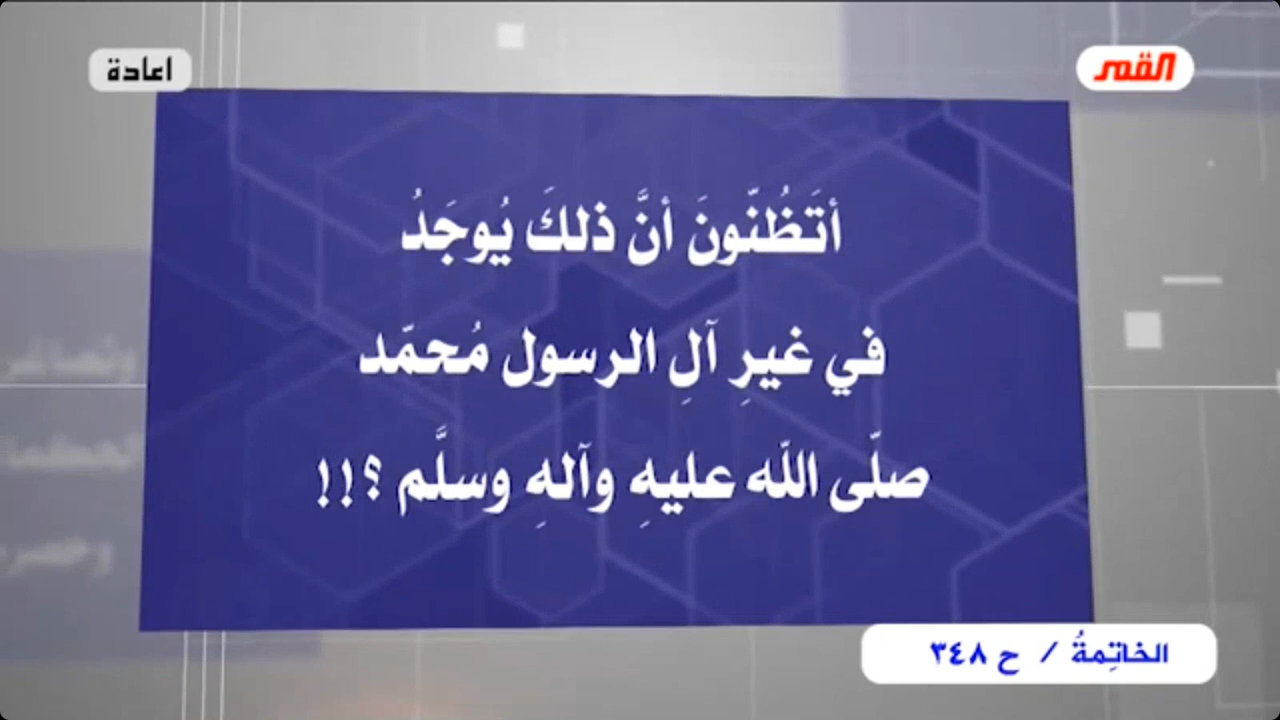 اعادة
القمر
أتَظُنّونَ أنَّ ذلكَ يُوجَدُ
في غيرِ آلِ الرسول مُحمّد
صلّى اللّه عليهِ وآلهِ وسلَّم ؟!!
الخاتِمةُ / ح ٣٤٨